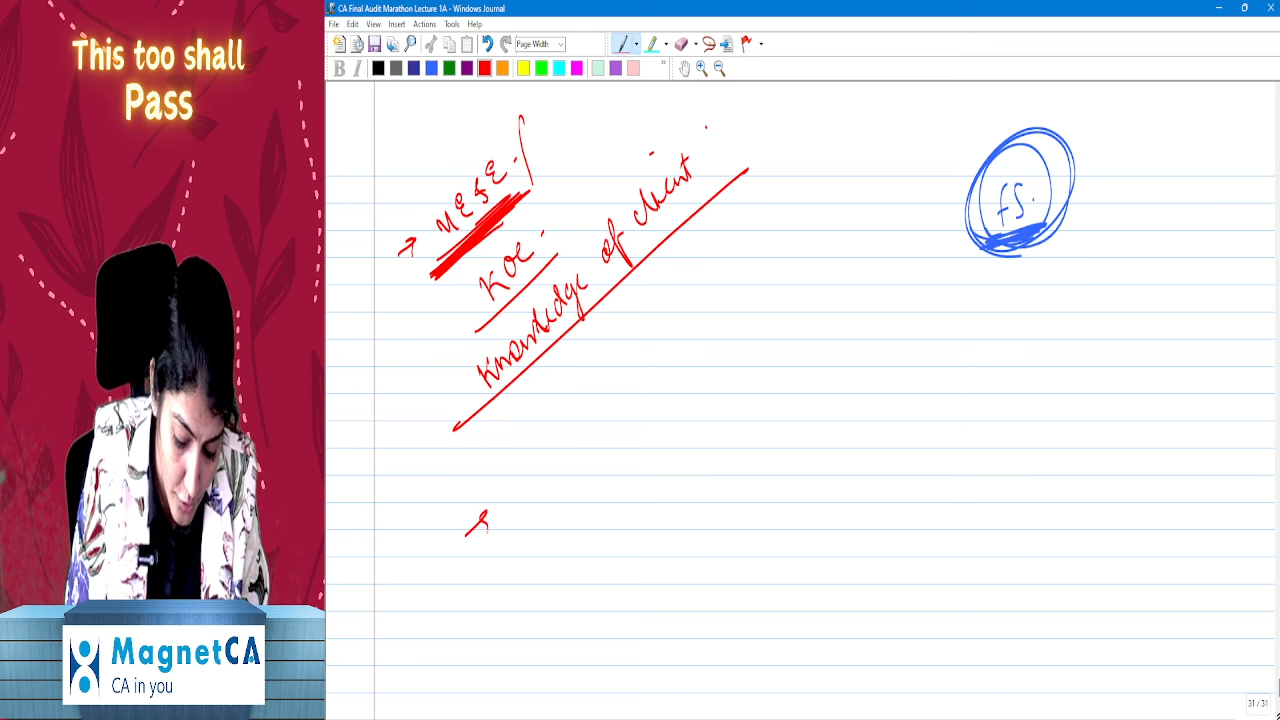 This too shall
Pass
CA Final Audit Marathon Lecture 1A - Windows Journal
File Edit View Insert Actions Tools Help
Page Width
B I
KOC.
Knowledge of client
FS.
MagnetCA
CA in you
31 / 31